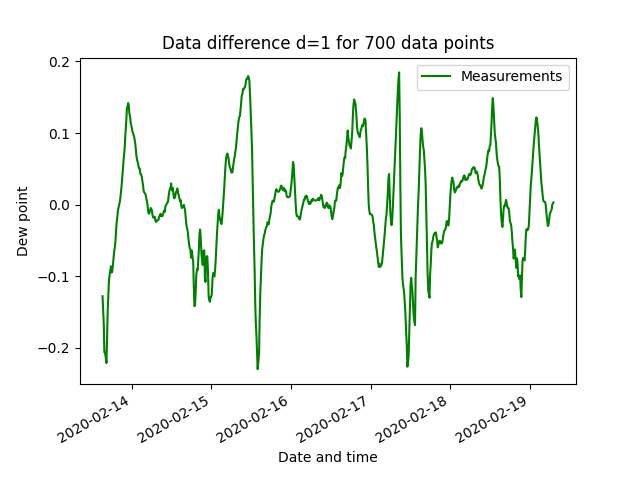 Data difference d=1 for 700 data points
Measurements
Dew point
0.2
0.1
0.0
−0.1
−0.2
2020-02-14
2020-02-15
2020-02-16
2020-02-17
2020-02-18
2020-02-19
Date and time